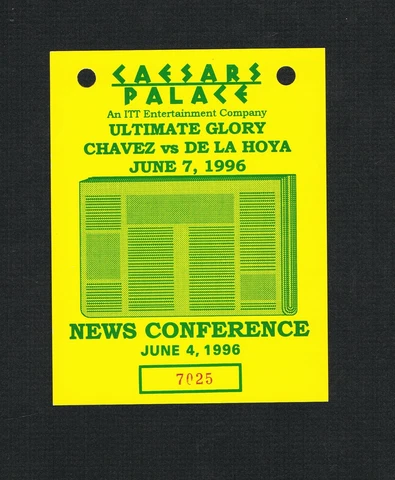 CAESARS
PALACE
An ITT Entertainment Company
ULTIMATE GLORY
CHAVEZ vs DE LA HOYA
JUNE 7, 1996
NEWS CONFERENCE
JUNE 4, 1996
7025